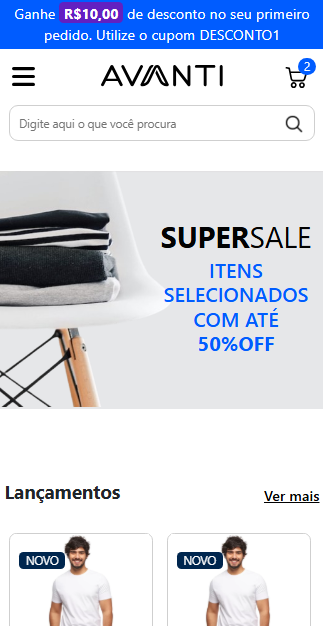 Ganhe R$10,00 de desconto no seu primeiro
pedido. Utilize o cupom DESCONTO1
AVANTI
2
Digite aqui o que você procura
SUPERSALE
ITENS
SELECIONADOS
COM ATÉ
50%OFF
Lançamentos
Ver mais
NOVO
NOVO